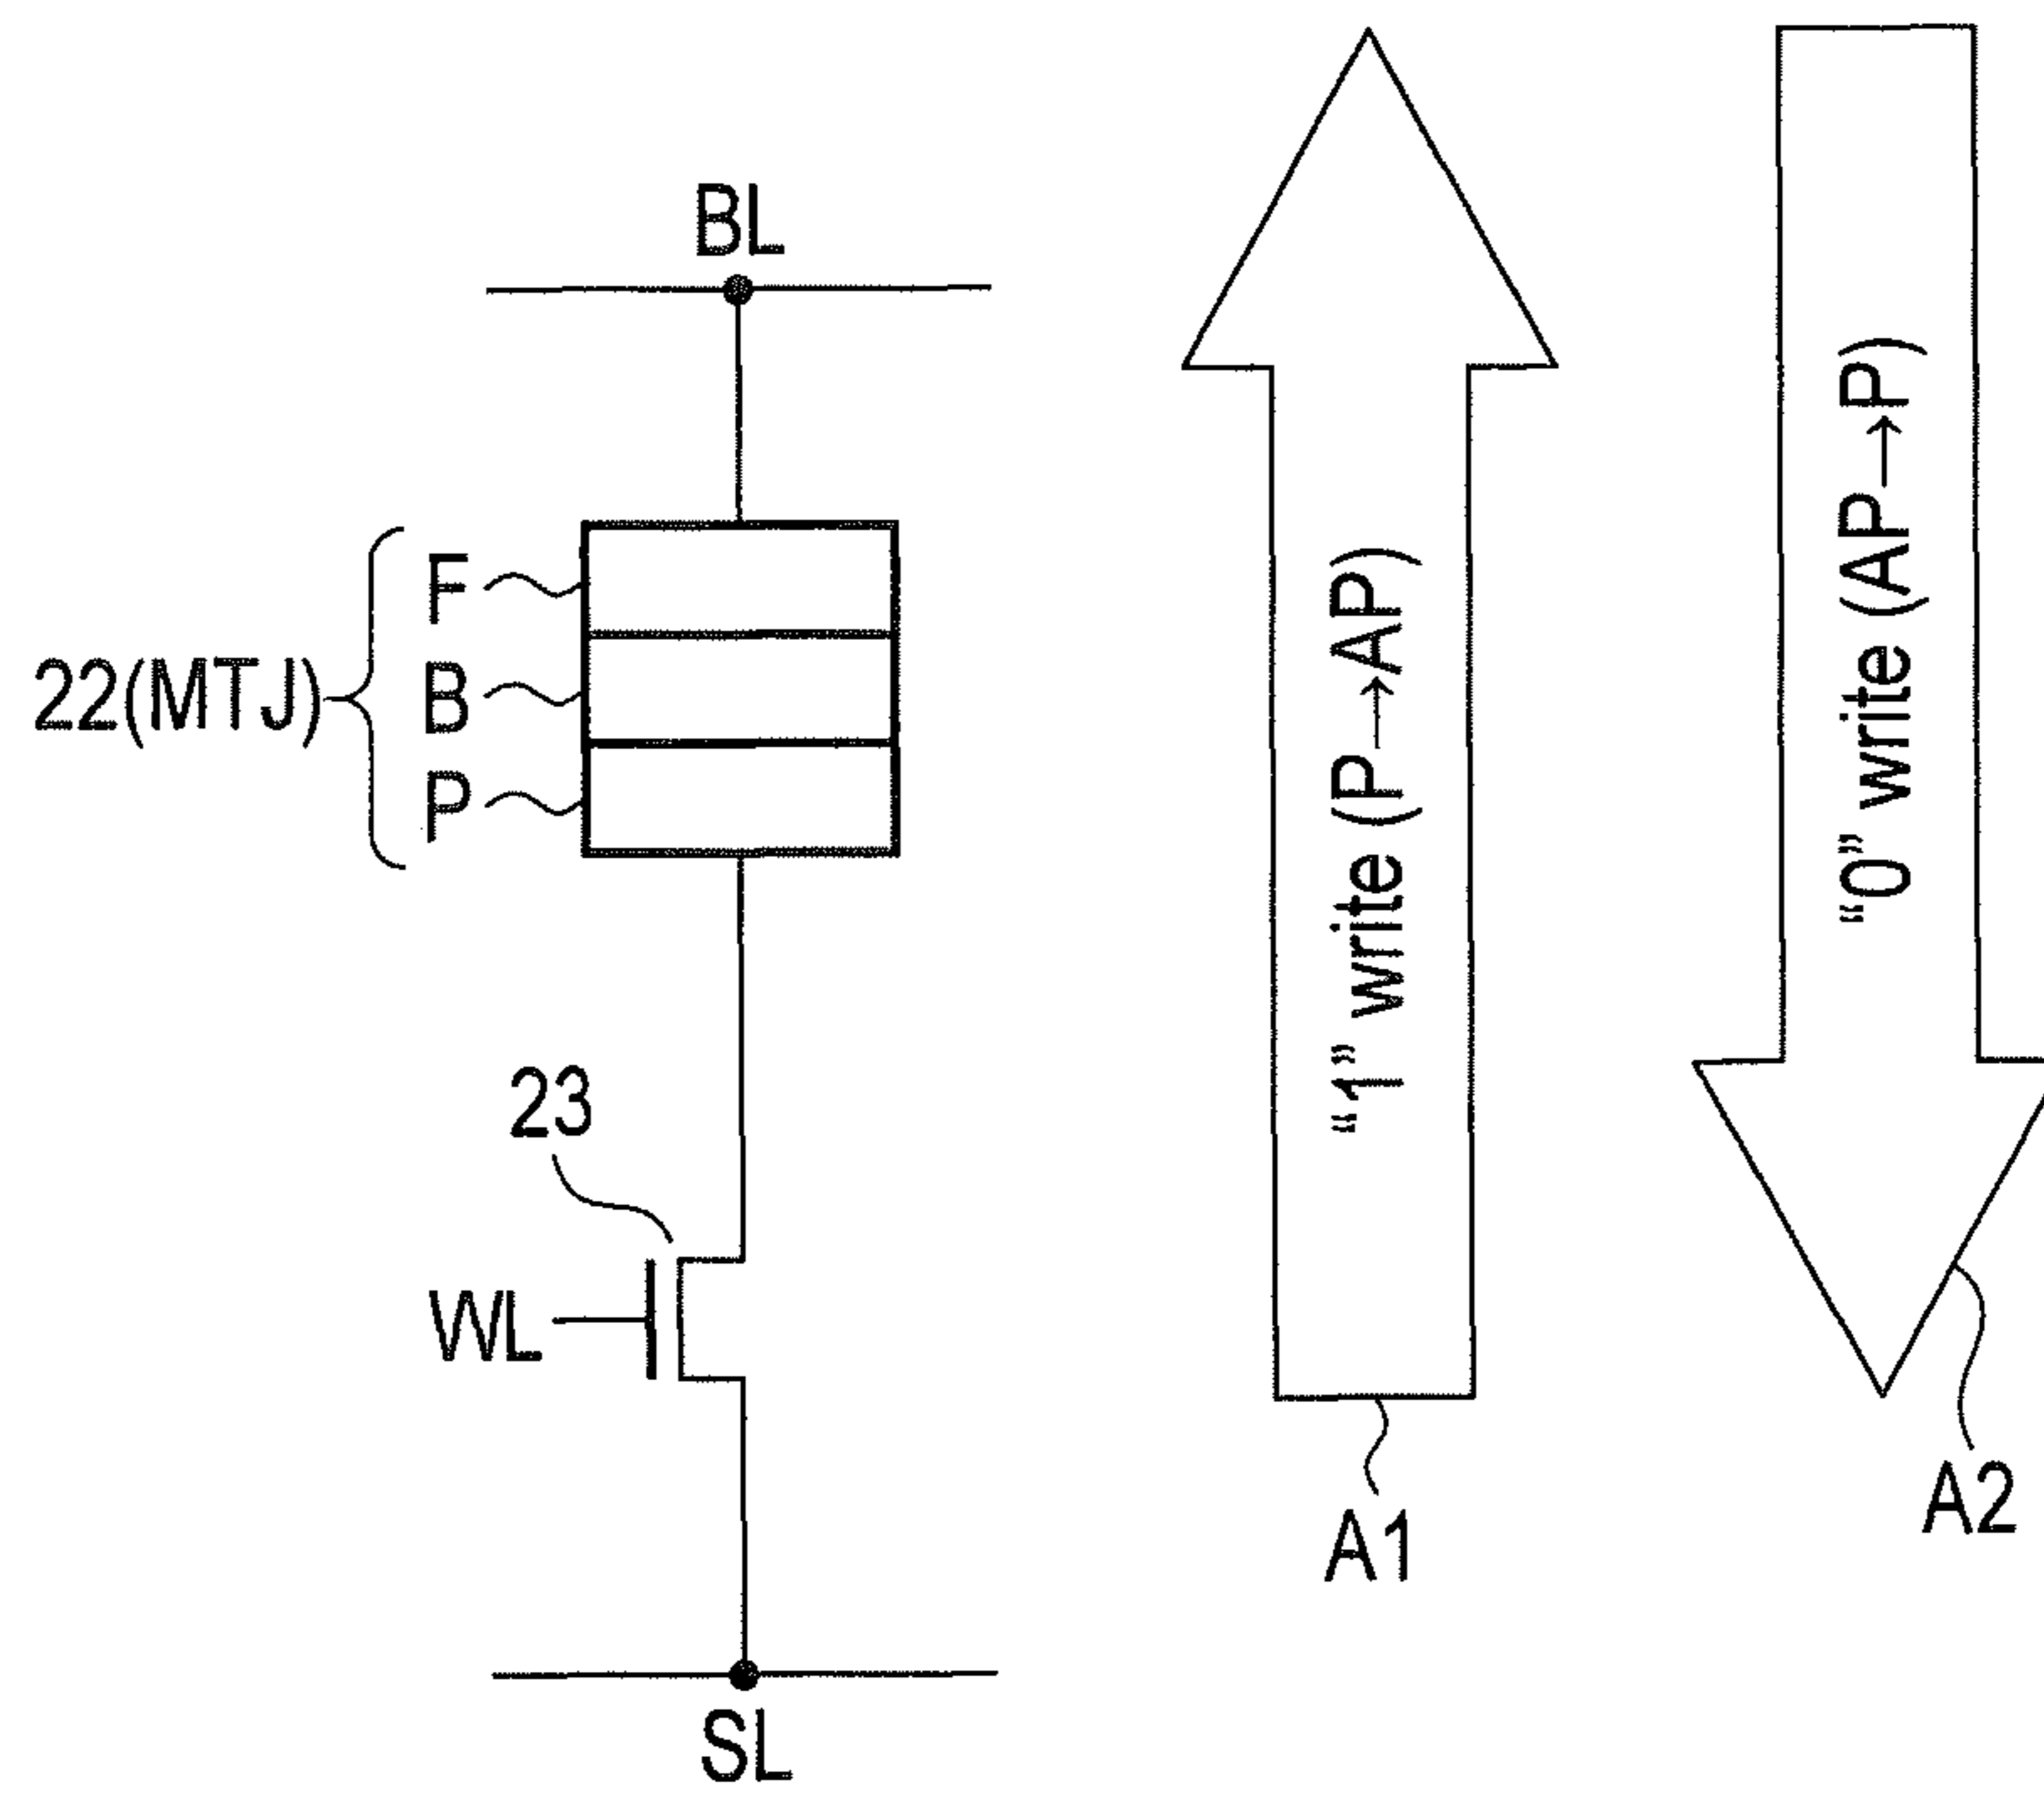 BL
F
22(MTJ)
B
P
23
WL
SL
“1” write (P→AP)
A1
“0” write (AP→P)
A2